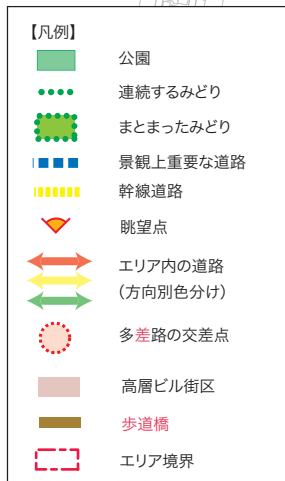 【凡例】
公園
連続するみどり
まとまったみどり
景観上重要な道路
幹線道路
眺望点
エリア内の道路
(方向別色分け)
多差路の交差点
高層ビル街区
歩道橋
エリア境界